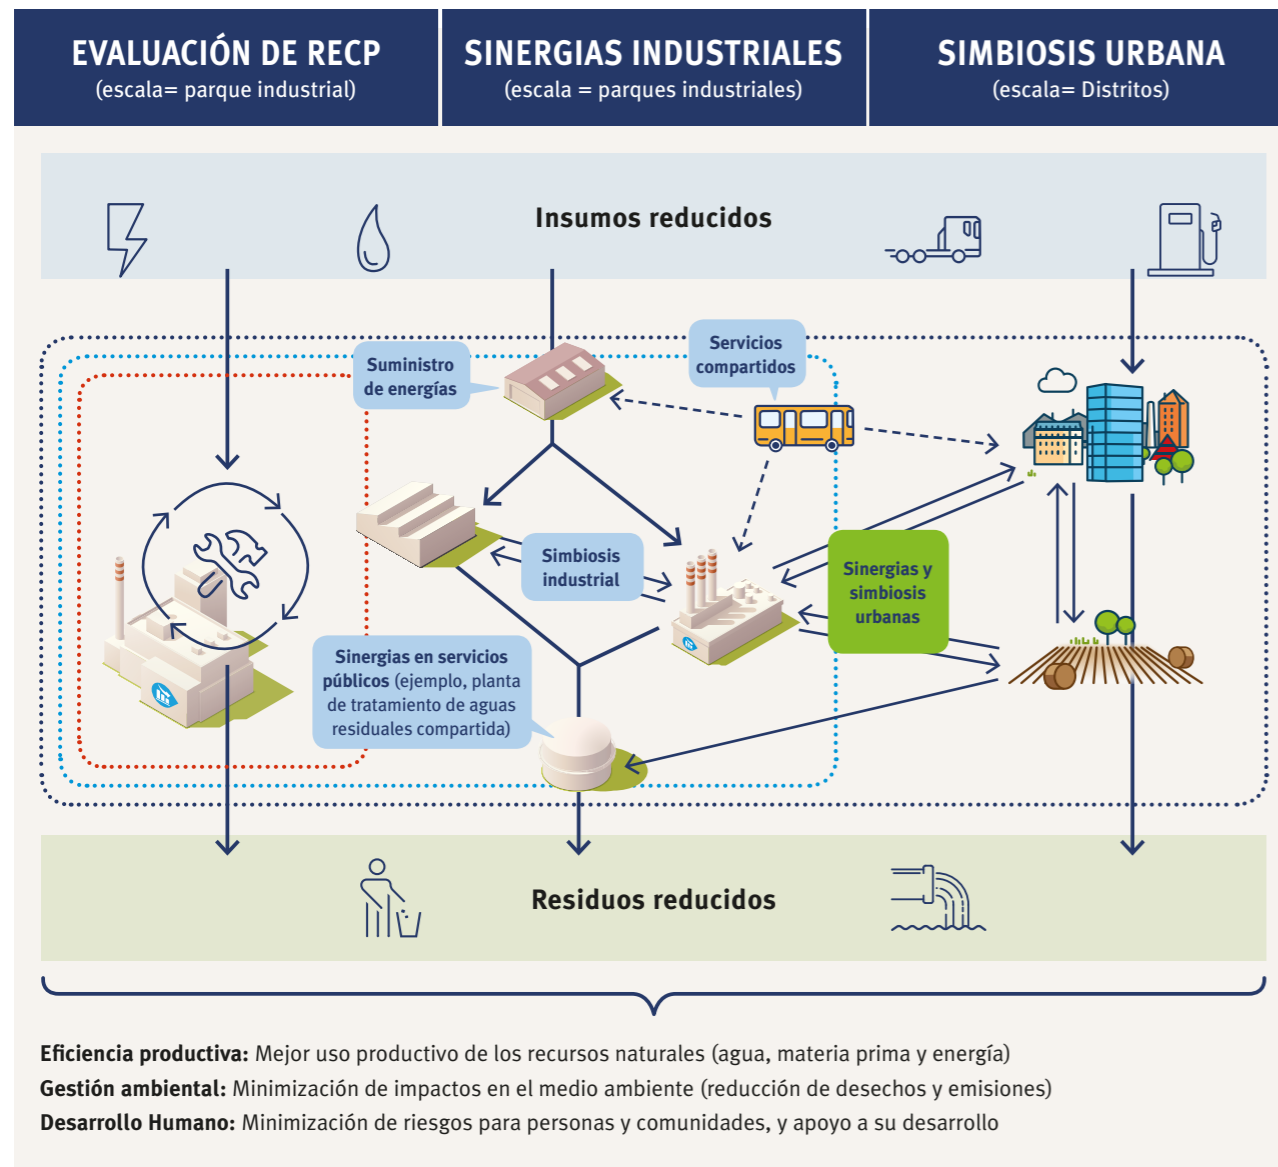 EVALUACIÓN DE RECP
(escala= parque industrial)
SINERGIAS INDUSTRIALES
(escala = parques industriales)
SIMBIOSIS URBANA
(escala= Distritos)
Insumos reducidos
Suministro
de energías
Servicios
compartidos
Simbiosis
industrial
Sinergias y
simbiosis
urbanas
Sinergias en servicios
públicos (ejemplo, planta
de tratamiento de aguas
residuales compartida)
Residuos reducidos
Eficiencia productiva: Mejor uso productivo de los recursos naturales (agua, materia prima y energía)
Gestión ambiental: Minimización de impactos en el medio ambiente (reducción de desechos y emisiones)
Desarrollo Humano: Minimización de riesgos para personas y comunidades, y apoyo a su desarrollo